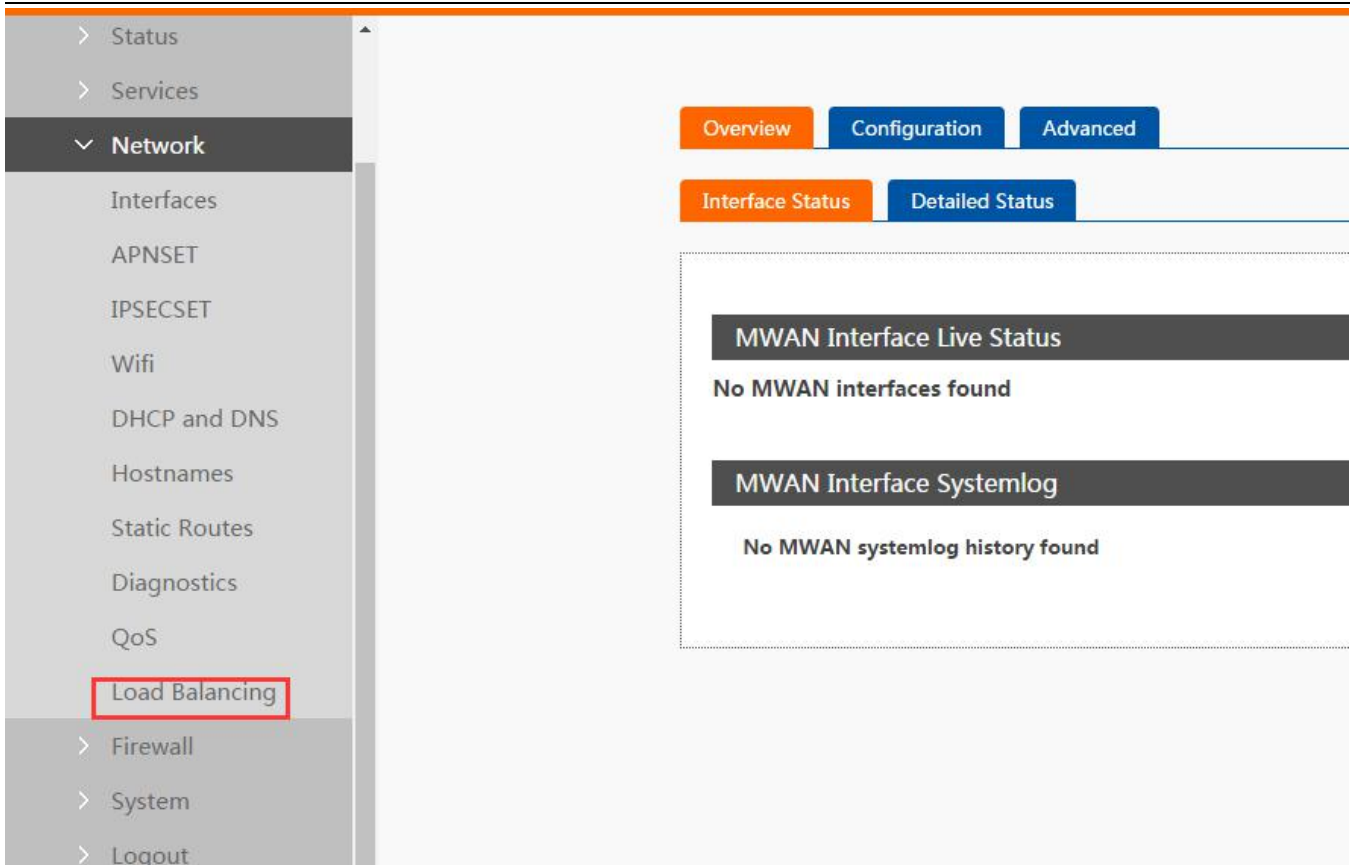 Status
Services
Network
Interfaces
APNSET
IPSECSET
Wifi
DHCP and DNS
Hostnames
Static Routes
Diagnostics
QoS
Load Balancing
Firewall
System
Logout
Overview Configuration Advanced
Interface Status Detailed Status
MWAN Interface Live Status
No MWAN interfaces found
MWAN Interface Systemlog
No MWAN systemlog history found